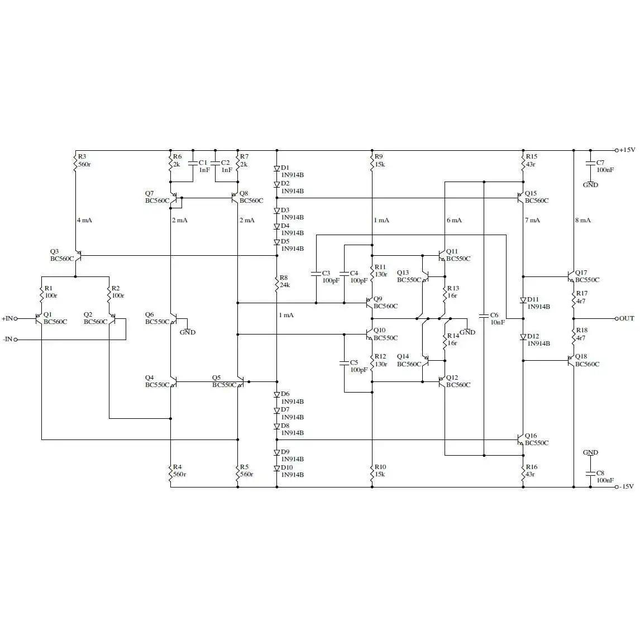 +15V
R3
560r
R6
2k
C1
1nF
C2
1nF
R7
2k
D1
1N914B
D2
1N914B
R9
15k
R15
43r
C7
100nF
GND
Q7
BC560C
Q8
BC560C
Q15
BC560C
D3
1N914B
D4
1N914B
D5
1N914B
4 mA
2 mA
2 mA
1 mA
6 mA
7 mA
8 mA
Q3
BC560C
Q11
BC550C
R8
24k
C3
100pF
C4
100pF
R11
130r
Q13
BC550C
Q17
BC550C
R1
100r
R2
100r
R13
16r
R17
4r7
D11
1N914B
Q9
BC560C
+IN
Q1
BC560C
Q2
BC560C
Q6
BC550C
GND
1 mA
C6
10nF
OUT
-IN
Q10
BC550C
R14
16r
GND
D12
1N914B
R18
4r7
C5
100pF
R12
130r
Q14
BC560C
Q18
BC560C
Q4
BC550C
Q5
BC550C
Q12
BC560C
D6
1N914B
D7
1N914B
D8
1N914B
Q16
BC550C
D9
1N914B
D10
1N914B
R4
560r
R5
560r
R10
15k
R16
43r
GND
C8
100nF
-15V